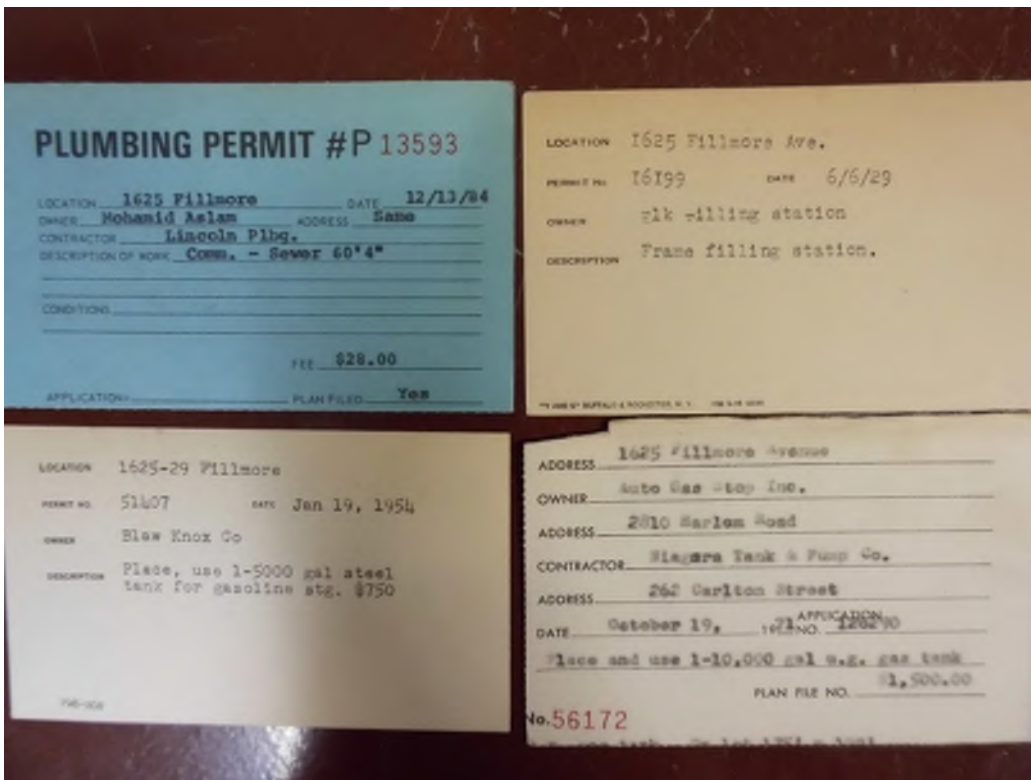 PLUMBING PERMIT #P 13593
LOCATION 1625 Fillmore DATE 12/13/84
OWNER Mohamid Aslam ADDRESS Same
CONTRACTOR Lincoln Plbg.
DESCRIPTION OF WORK Comm. - Sewer 60'4"
CONDITIONS
FEE $28.00
APPLICATION PLAN FILED Yes
LOCATION 1625 Fillmore Ave.
PERMIT No 16199 DATE 6/6/29
OWNER Elk Filling station
DESCRIPTION Frame filling station.
BUFFALO & ROCHESTER, N. Y.
LOCATION 1625-29 Fillmore
PERMIT NO. 51407 DATE Jan 19, 1954
OWNER Blaw Knox Co
DESCRIPTION Place, use 1-5000 gal steel
tank for gasoline stg. $750
ADDRESS 1625 Fillmore Avenue
OWNER Auto Gas Stop Inc.
ADDRESS 2810 Harlem Road
CONTRACTOR Niagara Tank & Pump Co.
ADDRESS 262 Carlton Street
APPLICATION
DATE October 19, 1971 NO.
Place and use 1-10,000 gal u.g. gas tank
$1,500.00
PLAN FILE NO.
No. 56172